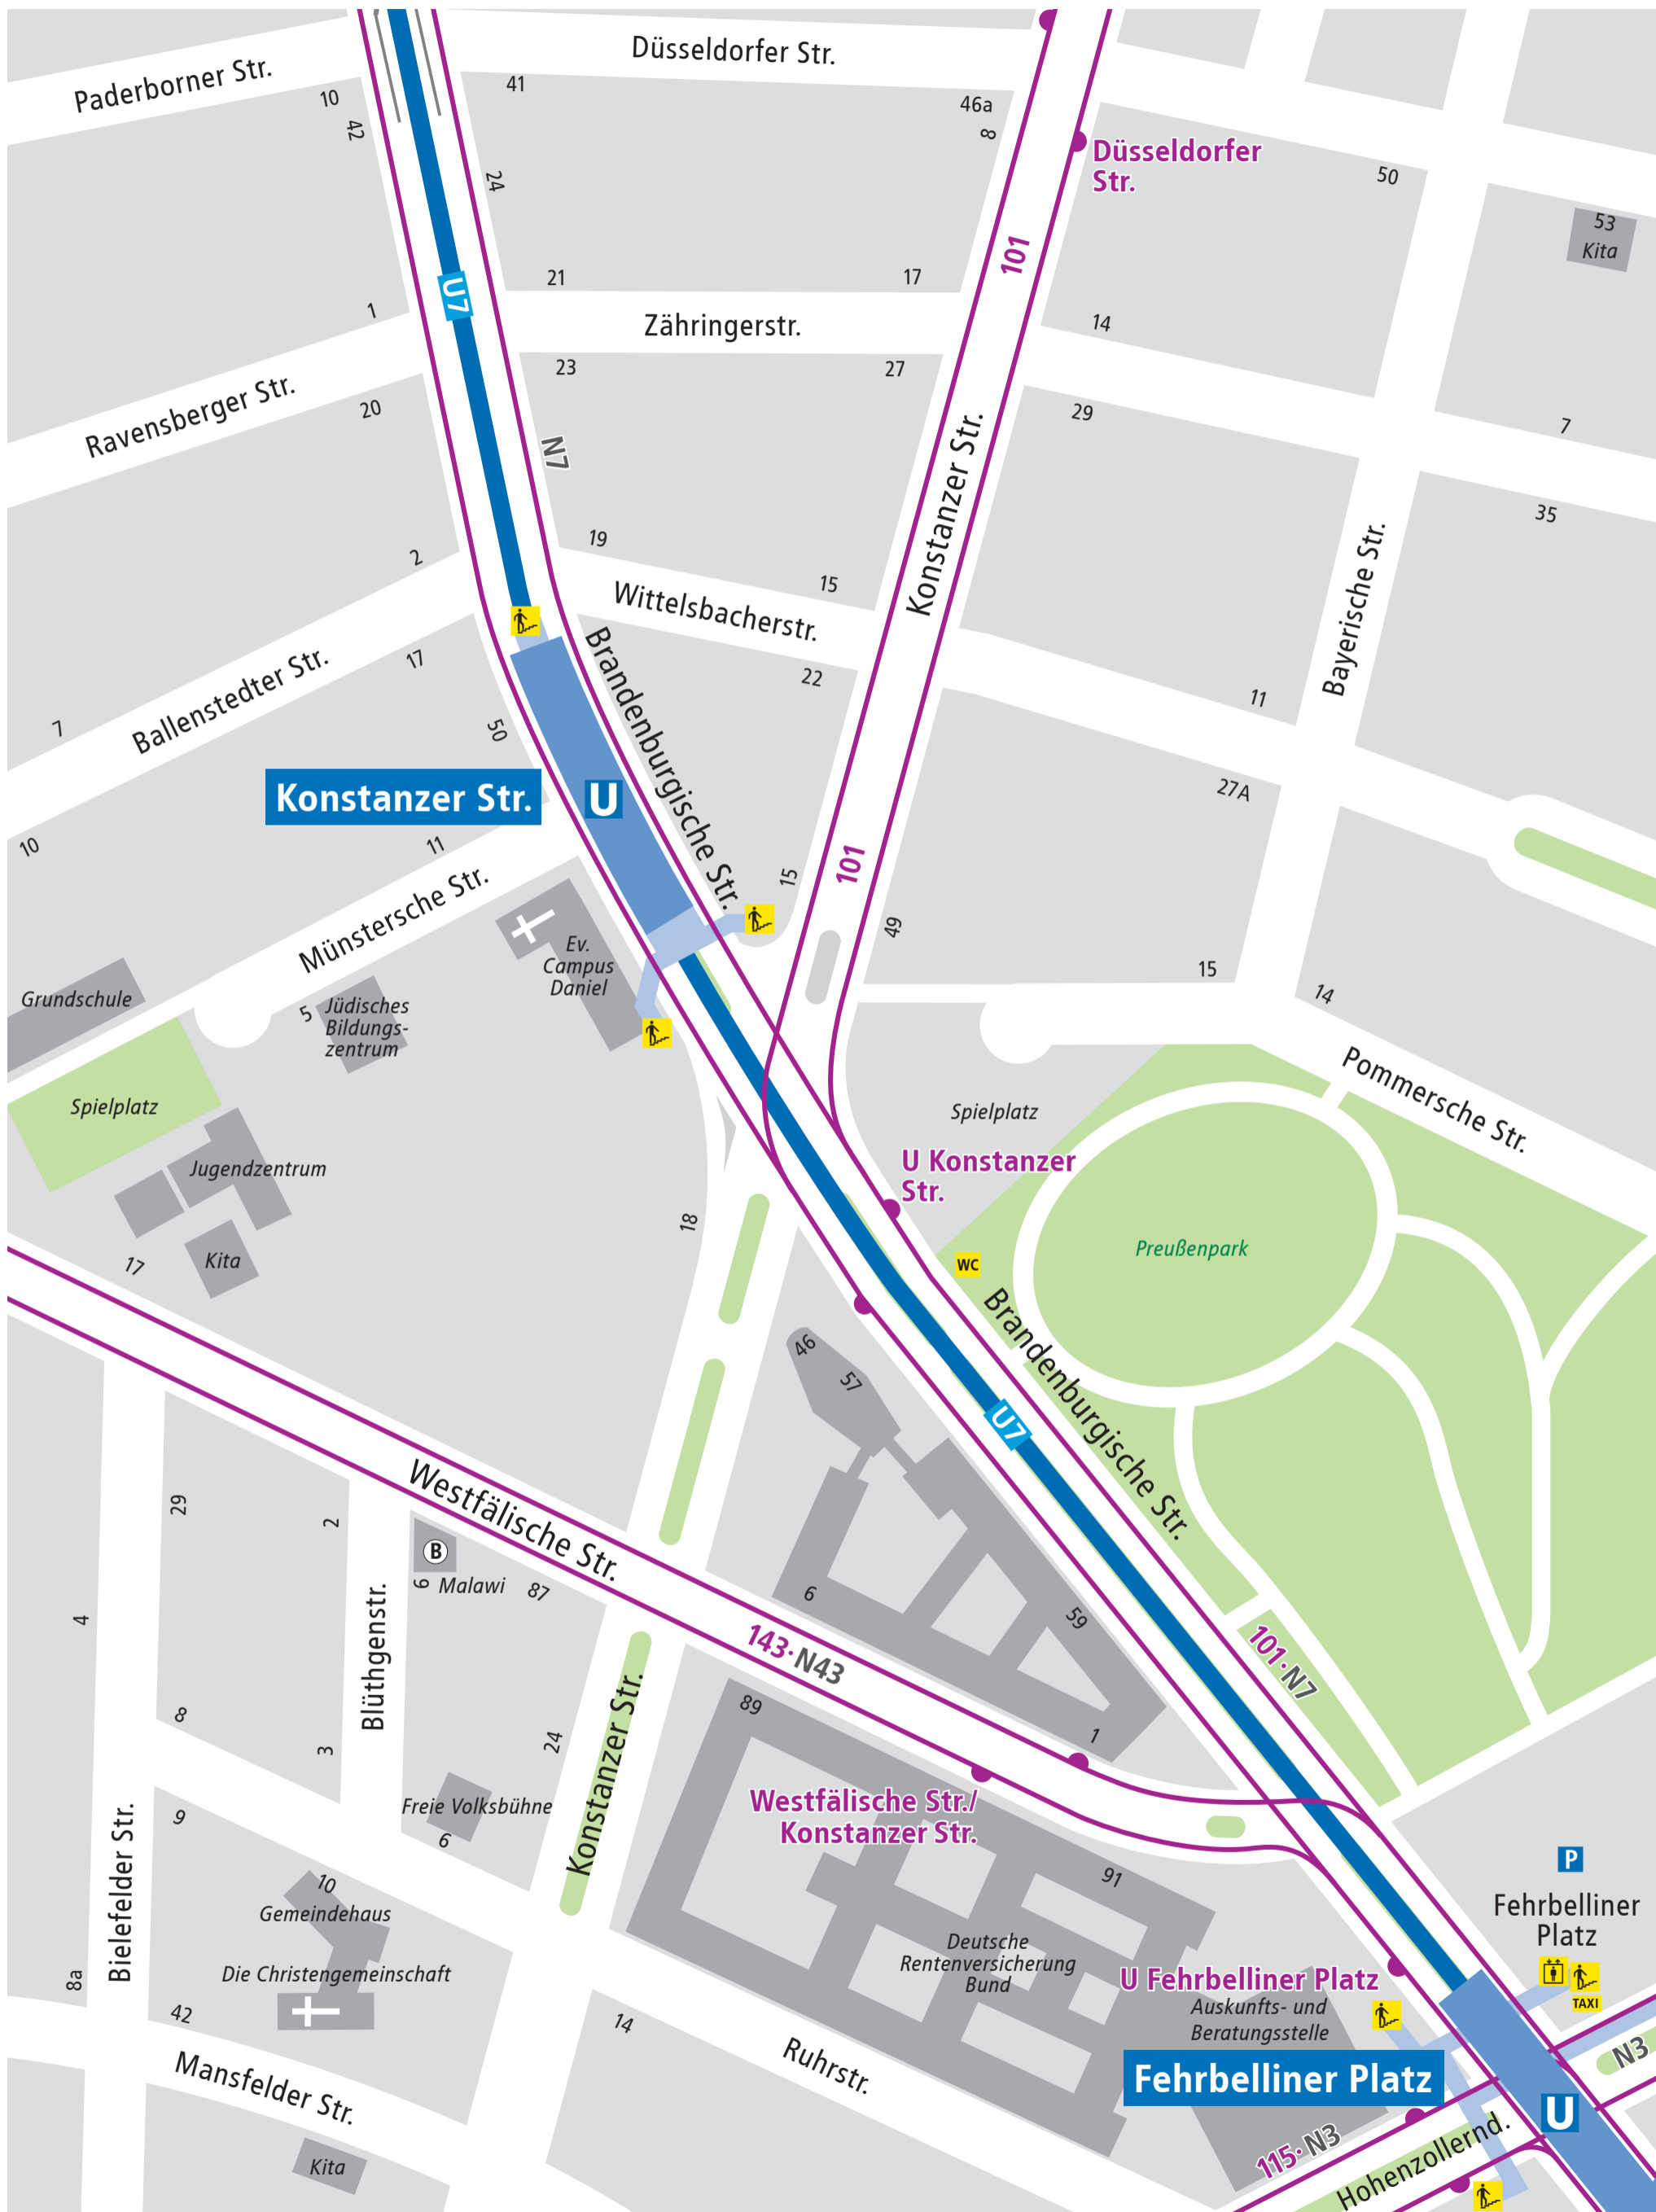 Düsseldorfer Str.
Paderborner Str.
10
42
41
46a
8
24
Düsseldorfer
Str.
50
53
Kita
101
U7
21
17
1
Zähringerstr.
14
23
27
Ravensberger Str.
20
29
7
N7
Konstanzer Str.
35
19
2
15
Wittelsbacherstr.
Bayerische Str.
Ballenstedter Str.
17
22
11
7
50
Brandenburgische Str.
Konstanzer Str.
U
27A
10
11
15
101
Münstersche Str.
49
Ev.
Campus
Daniel
15
14
Grundschule
5
Jüdisches
Bildungs-
zentrum
Pommersche Str.
Spielplatz
Spielplatz
Jugendzentrum
U Konstanzer
Str.
18
Preußenpark
17
Kita
WC
Brandenburgische Str.
46
57
U7
Westfälische Str.
29
2
B
6
Malawi
87
6
59
4
Blüthgenstr.
143·N43
101·N7
Konstanzer Str.
89
8
3
24
1
Westfälische Str./
Konstanzer Str.
Freie Volksbühne
6
9
Bielefelder Str.
91
P
10
Gemeindehaus
Fehrbelliner
Platz
Deutsche
Rentenversicherung
Bund
8a
Die Christengemeinschaft
U Fehrbelliner Platz
TAXI
Auskunfts- und
Beratungsstelle
42
14
N3
Mansfelder Str.
Ruhrstr.
Fehrbelliner Platz
U
115·N3
Hohenzollernd.
Kita